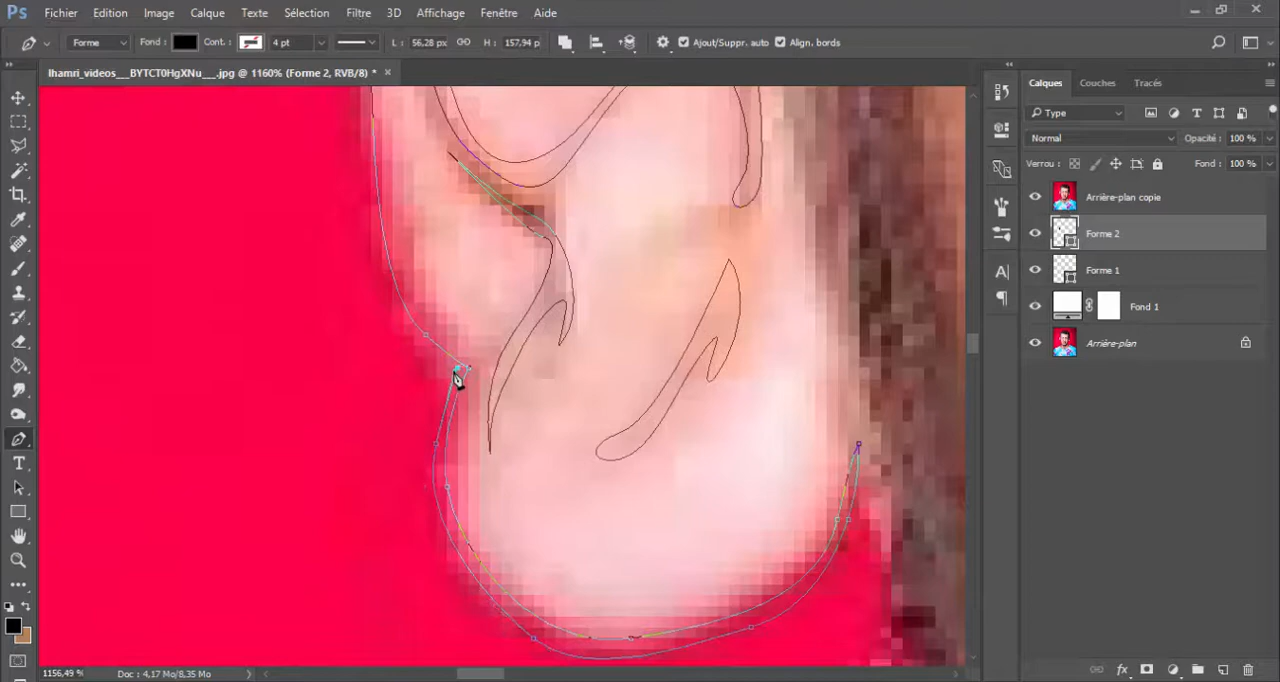 Ps Fichier Edition Image Calque Texte Sélection Filtre 3D Affichage Fenêtre Aide
Forme Fond : Cont. : 4 pt L : 56,28 px H : 157,94 p Ajout/Suppr. auto Align. bords
lhamri_videos___BYTCT0HgXNu___.jpg @ 1160% (Forme 2, RVB/8) * ×
Calques Couches Tracés
Type
Normal Opacité : 100 %
Verrou : Fond : 100 %
Arrière-plan copie
Forme 2
Forme 1
Fond 1
Arrière-plan
1156,49 % Doc : 4,17 Mo/8,35 Mo